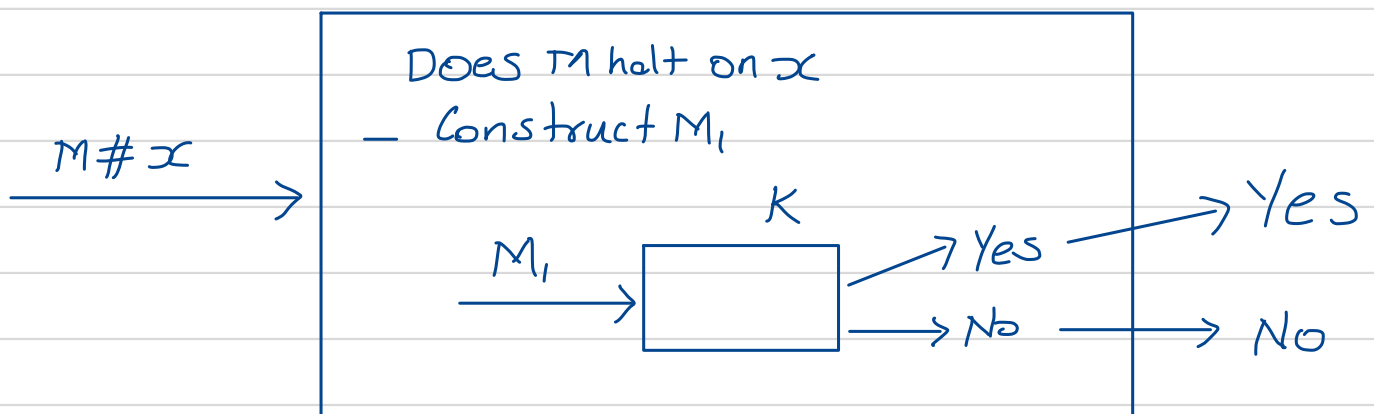 Does M halt on x
- Construct M₁
M#x
K
M₁
Yes
Yes
No
No